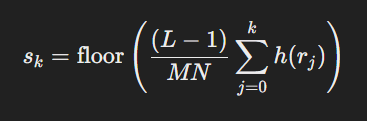 s_k = floor ( (L − 1) / MN ∑_{j=0}^{k} h(r_j) )